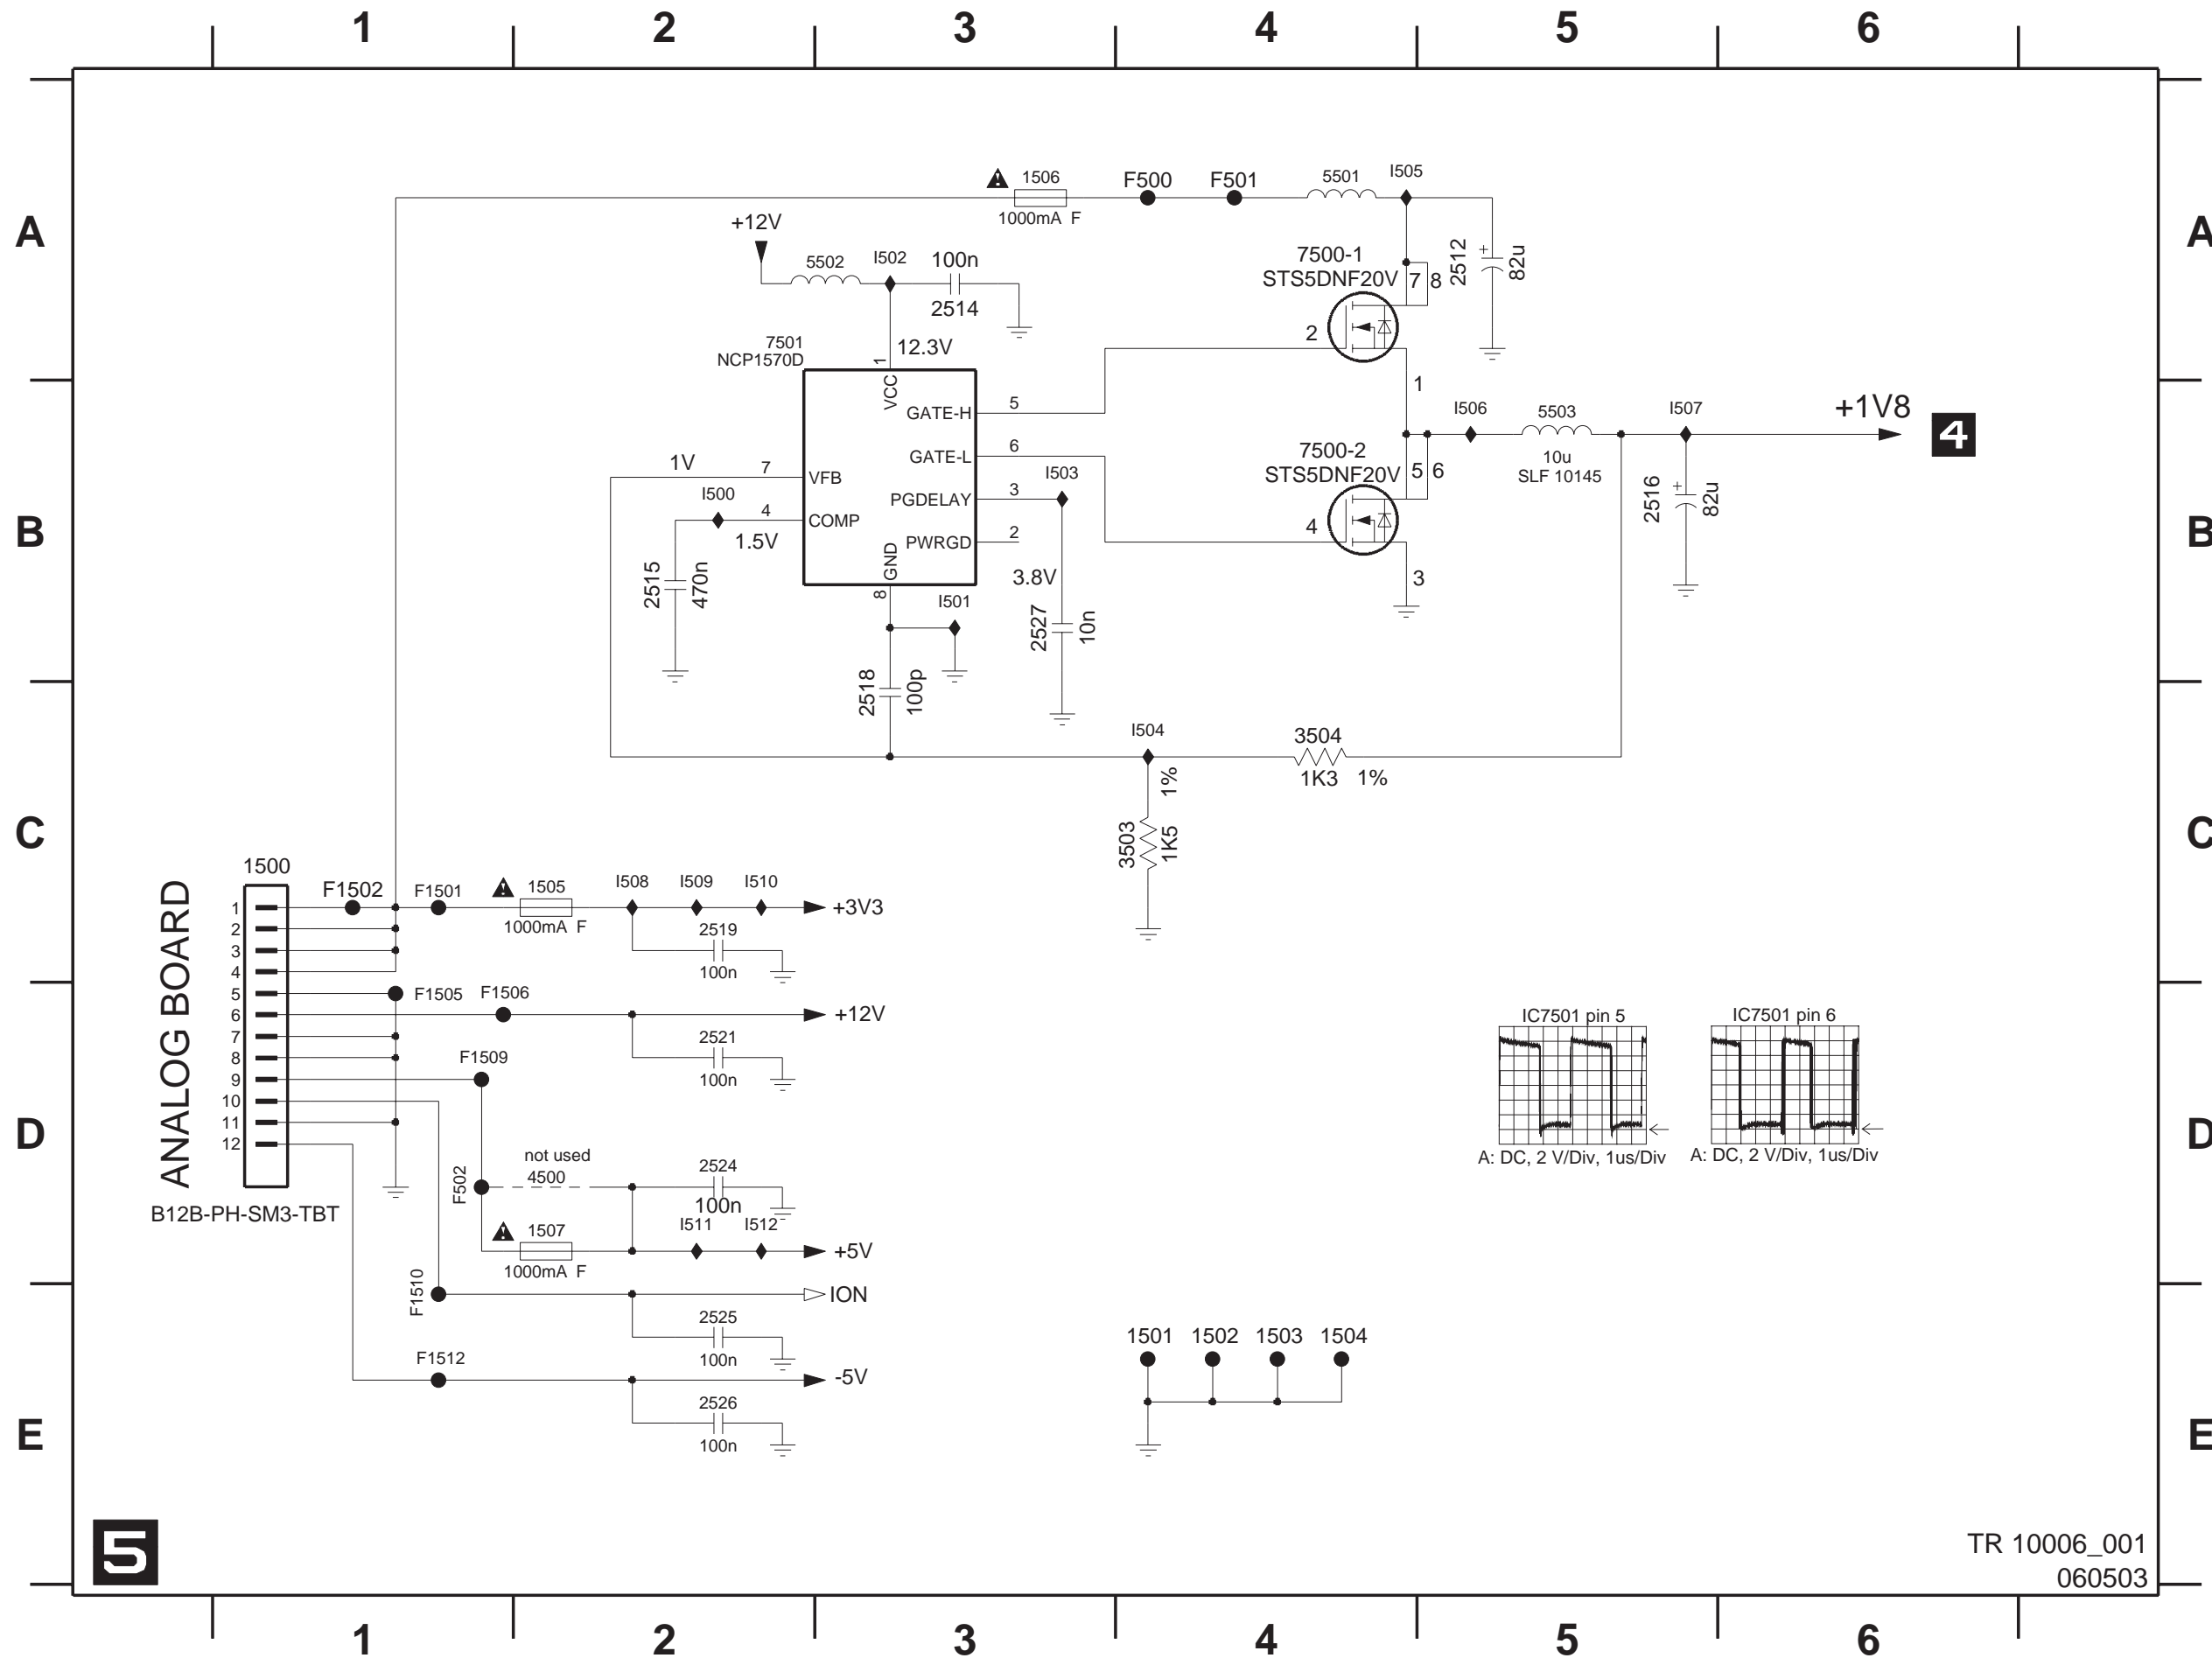 1 2 3 4 5 6
A A
1506 F500 F501 5501 I505
1000mA F
+12V
5502 I502 100n
2514
7500-1
STS5DNF20V
7 8
2512
+
82u
2
7501
NCP1570D
1
12.3V
VCC
GATE-H 5
1
I506 5503 I507 +1V8 4
10u
SLF 10145
GATE-L 6
7500-2
STS5DNF20V
5 6
1V 7 VFB
I500
4 COMP
1.5V
PGDELAY 3 I503
PWRGD 2
GND
8
3.8V
4
3
2516
+
82u
B B
2515
470n
I501
2527
10n
2518
100p
I504
3504
1K3 1%
1%
3503
1K5
C C
ANALOG BOARD
1500
1
2
3
4
5
6
7
8
9
10
11
12
B12B-PH-SM3-TBT
F1502 F1501 1505 I508 I509 I510 +3V3
1000mA F
2519
100n
F1505 F1506 +12V
2521
100n
F1509
IC7501 pin 5
A: DC, 2 V/Div, 1us/Div
IC7501 pin 6
A: DC, 2 V/Div, 1us/Div
D D
not used
4500
F502
2524
100n
1507 I511 I512 +5V
1000mA F
F1510 ION
2525
100n
F1512 -5V
2526
100n
1501 1502 1503 1504
E E
5
TR 10006_001
060503
1 2 3 4 5 6